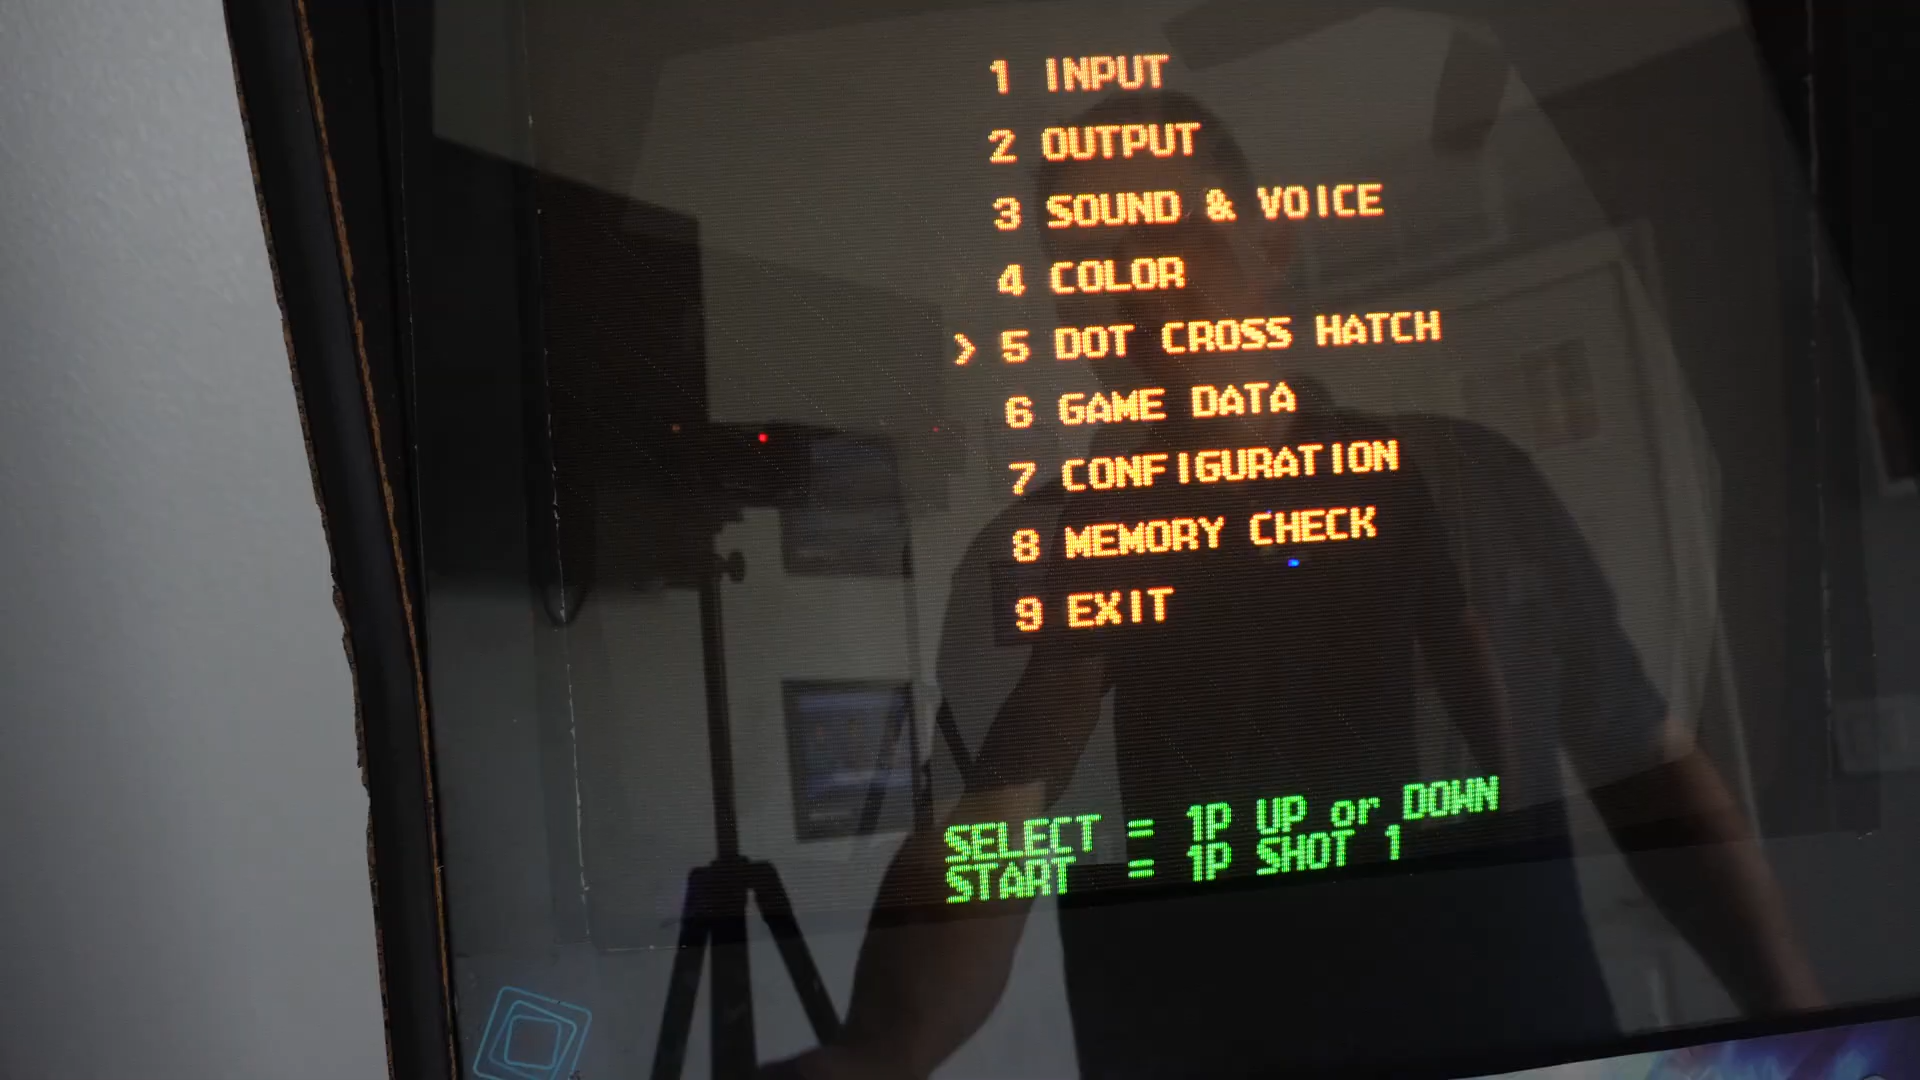 1 INPUT
2 OUTPUT
3 SOUND & VOICE
4 COLOR
> 5 DOT CROSS HATCH
6 GAME DATA
7 CONFIGURATION
8 MEMORY CHECK
9 EXIT
SELECT = 1P UP or DOWN
START = 1P SHOT 1